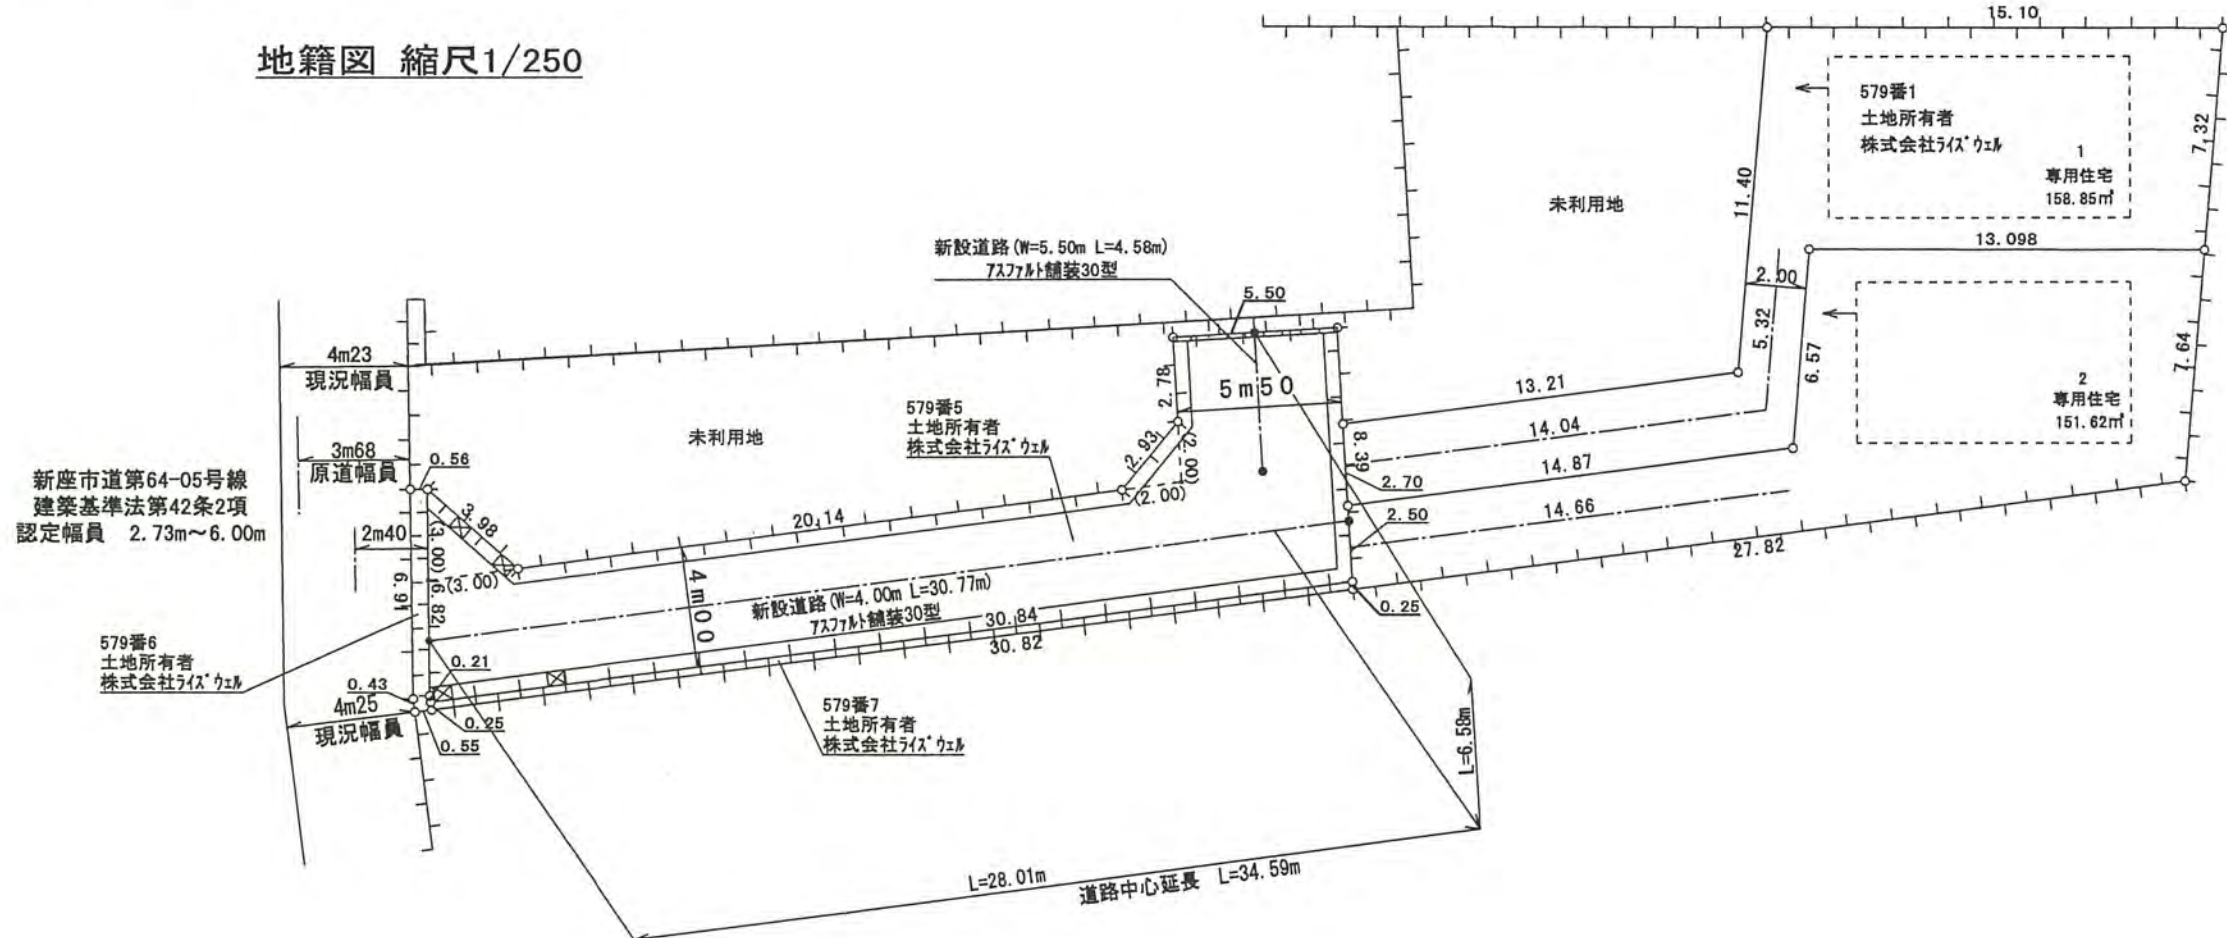 地籍図 縮尺1/250
15.10
579番1
土地所有者
株式会社ﾗｲｽﾞｳｪﾙ
1
専用住宅
158.85㎡
7.32
11.40
未利用地
13.098
2.00
5.32
6.57
7.64
2
専用住宅
151.62㎡
新設道路(W=5.50m L=4.58m)
ｱｽﾌｧﾙﾄ舗装30型
5.50
4m23
現況幅員
2.78
5m50
13.21
14.04
14.87
14.66
27.82
8.39
2.70
2.50
0.25
579番5
土地所有者
株式会社ﾗｲｽﾞｳｪﾙ
未利用地
2.93
(2.00)
(2.00)
3m68
原道幅員
0.56
新座市道第64-05号線
建築基準法第42条2項
認定幅員 2.73m～6.00m
3.98
20.14
2m40
(3.00)
(3.00)
6.91
6.82
4m00
新設道路(W=4.00m L=30.77m)
ｱｽﾌｧﾙﾄ舗装30型
30.84
30.82
579番6
土地所有者
株式会社ﾗｲｽﾞｳｪﾙ
0.21
0.43
4m25
現況幅員
0.25
0.55
579番7
土地所有者
株式会社ﾗｲｽﾞｳｪﾙ
L=6.58m
L=28.01m
道路中心延長 L=34.59m